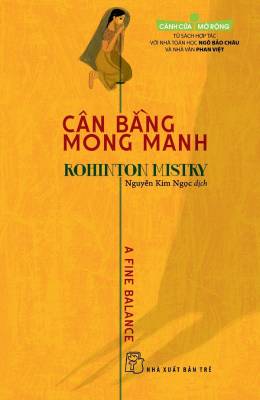 CÁNH CỬA MỞ RỘNG
TỦ SÁCH HỢP TÁC
VỚI NHÀ TOÁN HỌC NGÔ BẢO CHÂU
VÀ NHÀ VĂN PHAN VIỆT
CÂN BẰNG
MONG MANH
ROHINTON MISTRY
Nguyễn Kim Ngọc dịch
A FINE BALANCE
NHÀ XUẤT BẢN TRẺ